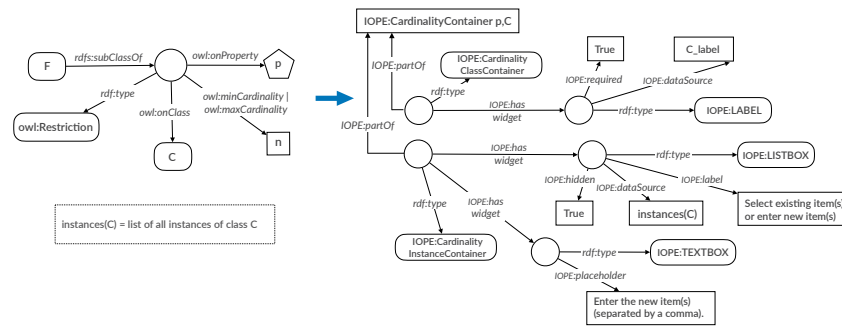 IOPE:CardinalityContainer p,C
F
rdfs:subClassOf
owl:onProperty
p
rdf:type
owl:onClass
owl:minCardinality |
owl:maxCardinality
owl:Restriction
C
n
instances(C) = list of all instances of class C
IOPE:partOf
IOPE:Cardinality
ClassContainer
rdf:type
True
C_label
IOPE:required
IOPE:dataSource
IOPE:has
widget
rdf:type
IOPE:LABEL
IOPE:partOf
IOPE:has
widget
rdf:type
IOPE:LISTBOX
IOPE:hidden
IOPE:dataSource
IOPE:label
True
instances(C)
Select existing item(s)
or enter new item(s)
rdf:type
IOPE:has
widget
IOPE:Cardinality
InstanceContainer
rdf:type
IOPE:TEXTBOX
IOPE:placeholder
Enter the new item(s)
(separated by a comma).